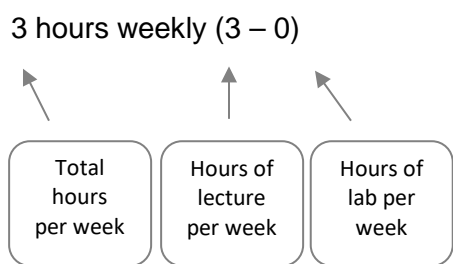 3 hours weekly (3 – 0)
Total
hours
per week
Hours of
lecture
per week
Hours of
lab per
week